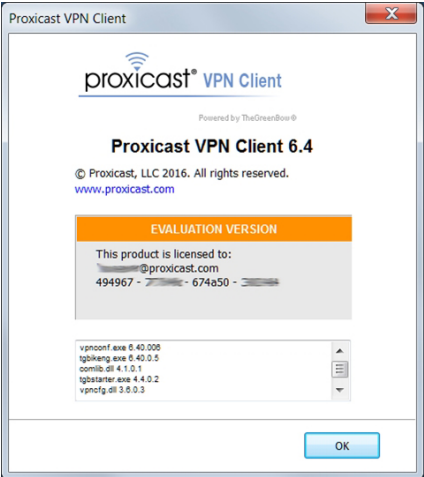 Proxicast VPN Client
proxicast® VPN Client
Powered by TheGreenBow®
Proxicast VPN Client 6.4
© Proxicast, LLC 2016. All rights reserved.
www.proxicast.com
EVALUATION VERSION
This product is licensed to:
@proxicast.com
494967 - - 674a50 -
vpnconf.exe 6.40.006
tgbikeng.exe 6.40.0.5
comlib.dll 4.1.0.1
tgbstarter.exe 4.4.0.2
vpncfg.dll 3.6.0.3
OK